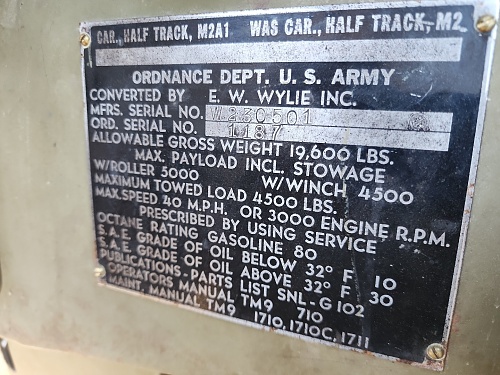 CAR., HALF TRACK, M2A1 WAS CAR., HALF TRACK, M2
ORDNANCE DEPT. U. S. ARMY
CONVERTED BY E. W. WYLIE INC.
MFRS. SERIAL NO. W230501
ORD. SERIAL NO. 1187
ALLOWABLE GROSS WEIGHT 19,600 LBS.
MAX. PAYLOAD INCL. STOWAGE
W/ROLLER 5000 W/WINCH 4500
MAXIMUM TOWED LOAD 4500 LBS.
MAX. SPEED 40 M.P.H. OR 3000 ENGINE R.P.M.
PRESCRIBED BY USING SERVICE
OCTANE RATING GASOLINE 80
S.A.E. GRADE OF OIL BELOW 32° F 10
S.A.E. GRADE OF OIL ABOVE 32° F 30
PUBLICATIONS - PARTS LIST SNL-G102
OPERATORS MANUAL TM9 710
MAINT. MANUAL TM9 1710, 1710C, 1711